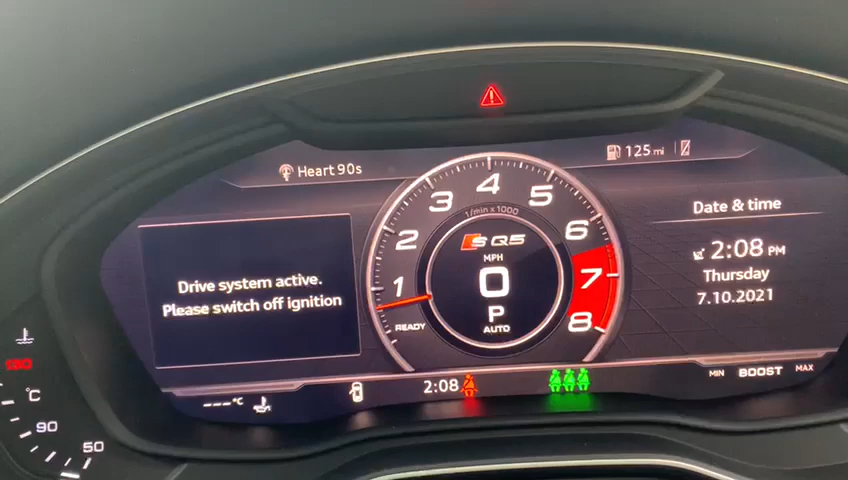 Heart 90s
125 mi
Drive system active.
Please switch off ignition
1
2
3
4
5
6
7
8
1/min x 1000
SQ5
MPH
0
P
AUTO
READY
Date & time
2:08 PM
Thursday
7.10.2021
---°C
2:08
MIN BOOST MAX
°C
90
50